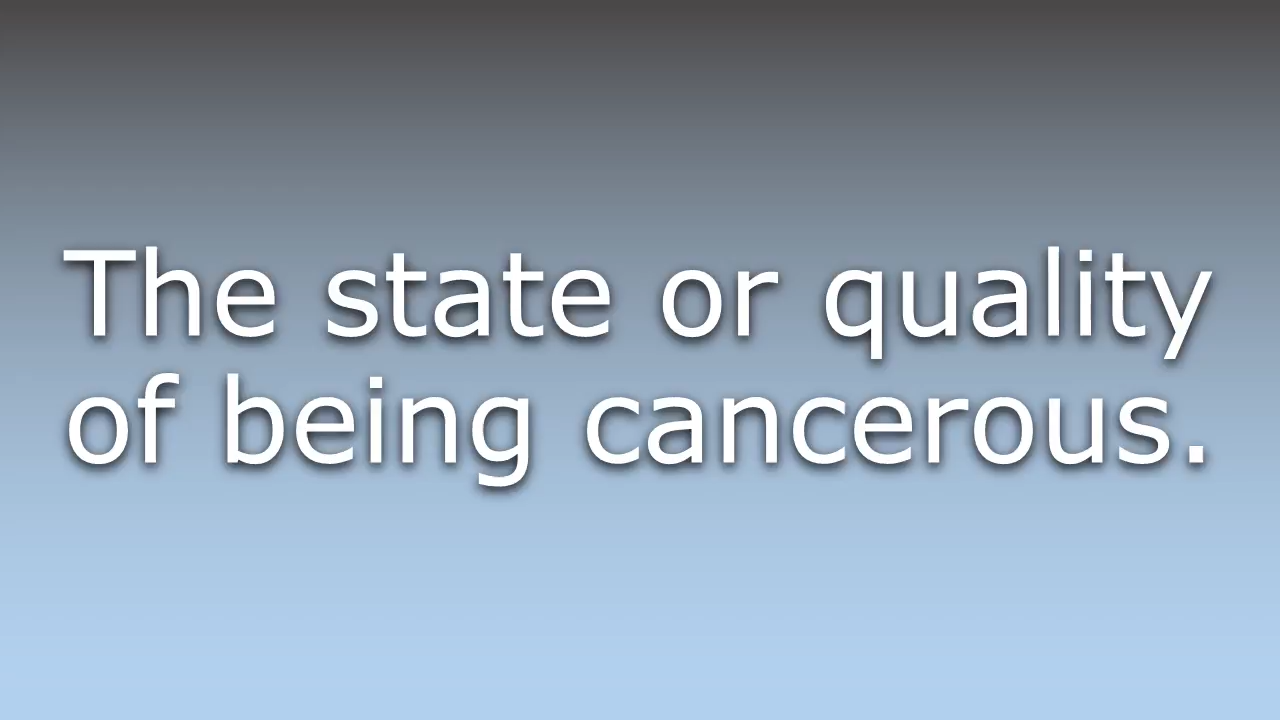 The state or quality
of being cancerous.